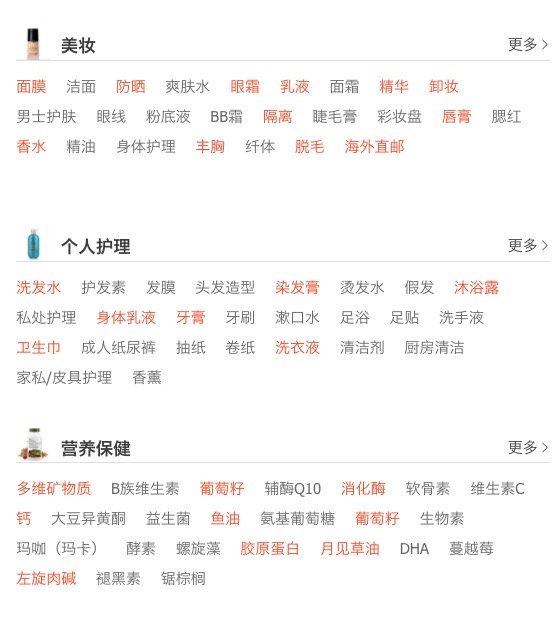 美妆 更多
面膜 洁面 防晒 爽肤水 眼霜 乳液 面霜 精华 卸妆
男士护肤 眼线 粉底液 BB霜 隔离 睫毛膏 彩妆盘 唇膏 腮红
香水 精油 身体护理 丰胸 纤体 脱毛 海外直邮
个人护理 更多
洗发水 护发素 发膜 头发造型 染发膏 烫发水 假发 沐浴露
私处护理 身体乳液 牙膏 牙刷 漱口水 足浴 足贴 洗手液
卫生巾 成人纸尿裤 抽纸 卷纸 洗衣液 清洁剂 厨房清洁
家私/皮具护理 香薰
营养保健 更多
多维矿物质 B族维生素 葡萄籽 辅酶Q10 消化酶 软骨素 维生素C
钙 大豆异黄酮 益生菌 鱼油 氨基葡萄糖 葡萄籽 生物素
玛咖（玛卡） 酵素 螺旋藻 胶原蛋白 月见草油 DHA 蔓越莓
左旋肉碱 褪黑素 锯棕榈